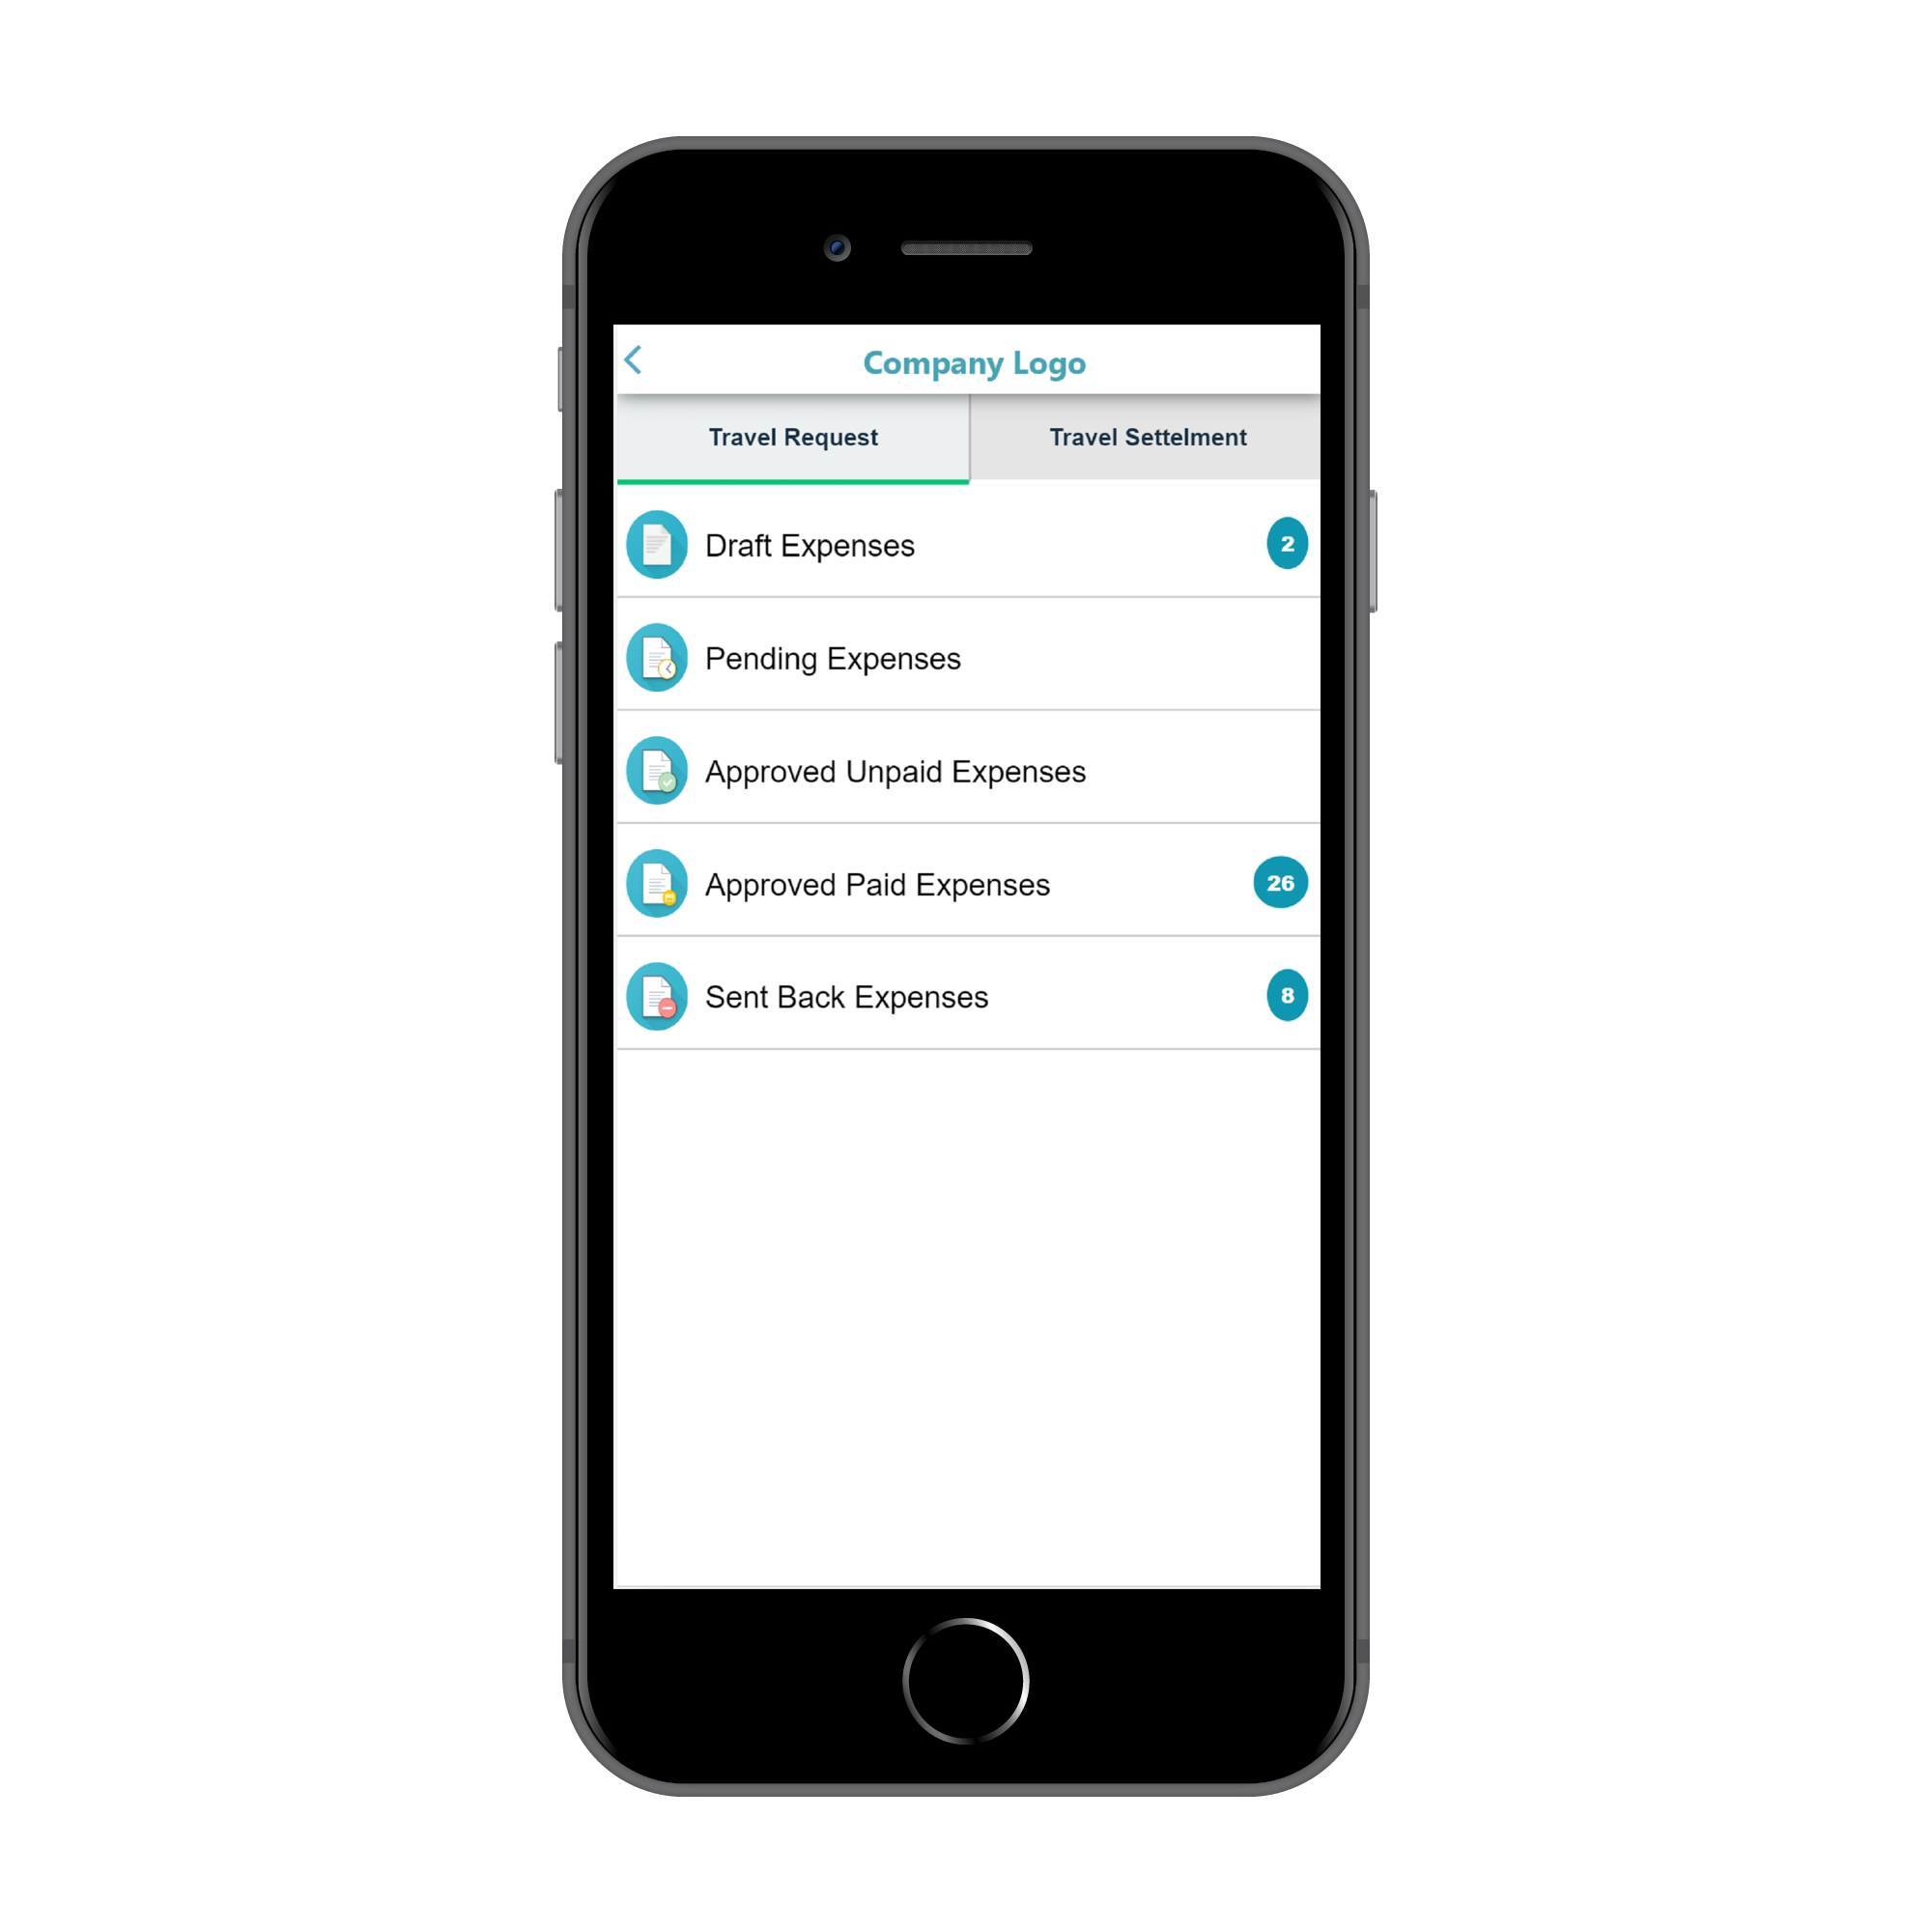 Company Logo
Travel Request
Travel Settelment
Draft Expenses
2
Pending Expenses
Approved Unpaid Expenses
Approved Paid Expenses
26
Sent Back Expenses
8